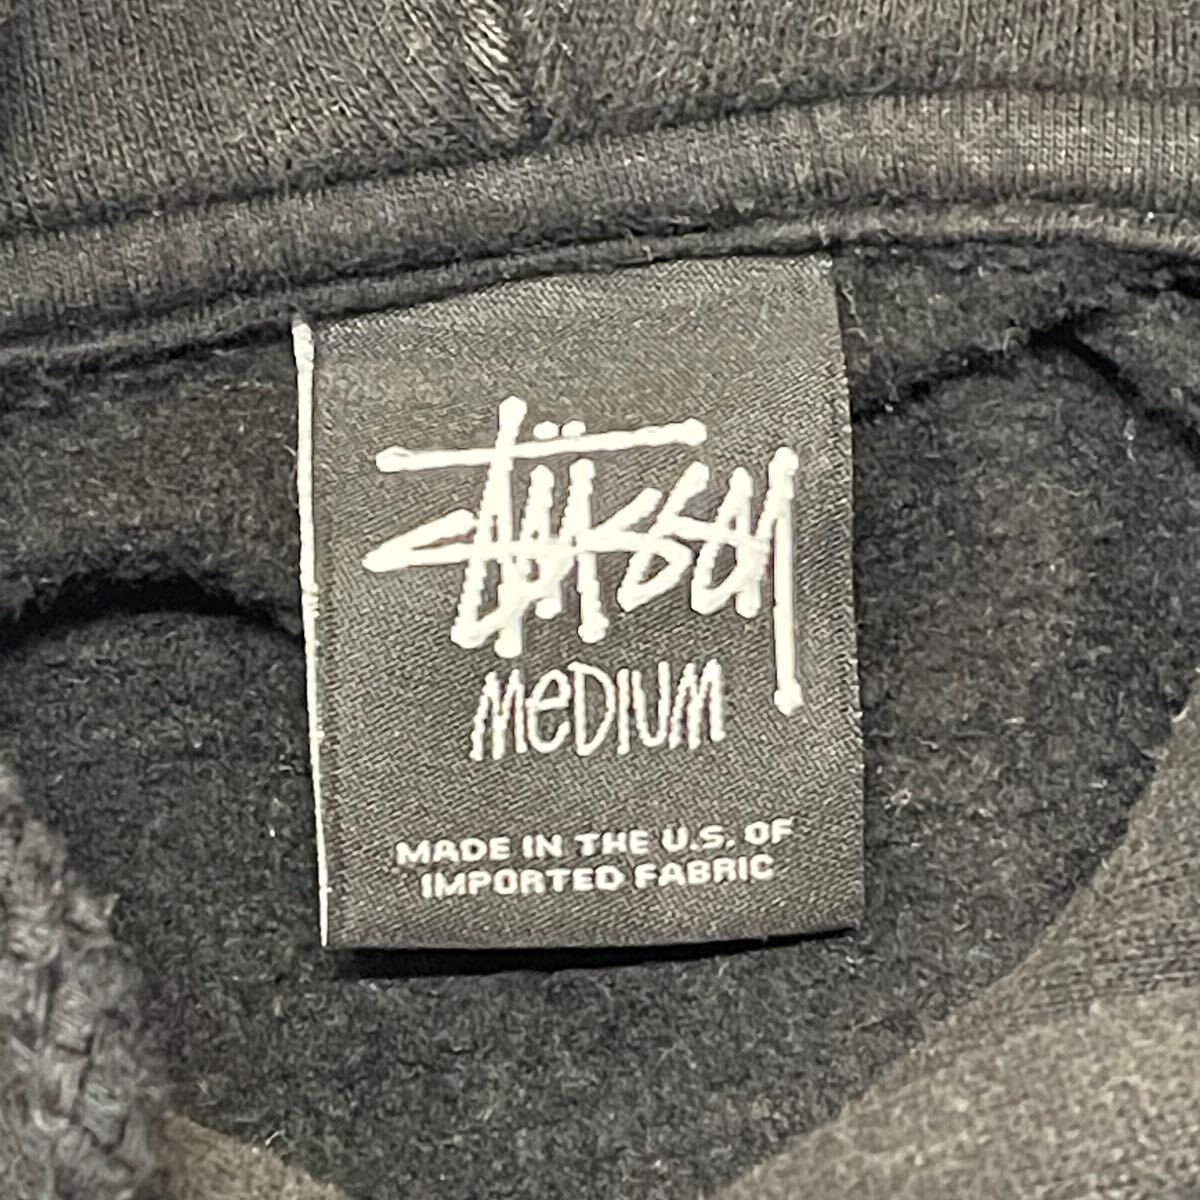 Stüssy
MeDIUM
MADE IN THE U.S. OF
IMPORTED FABRIC